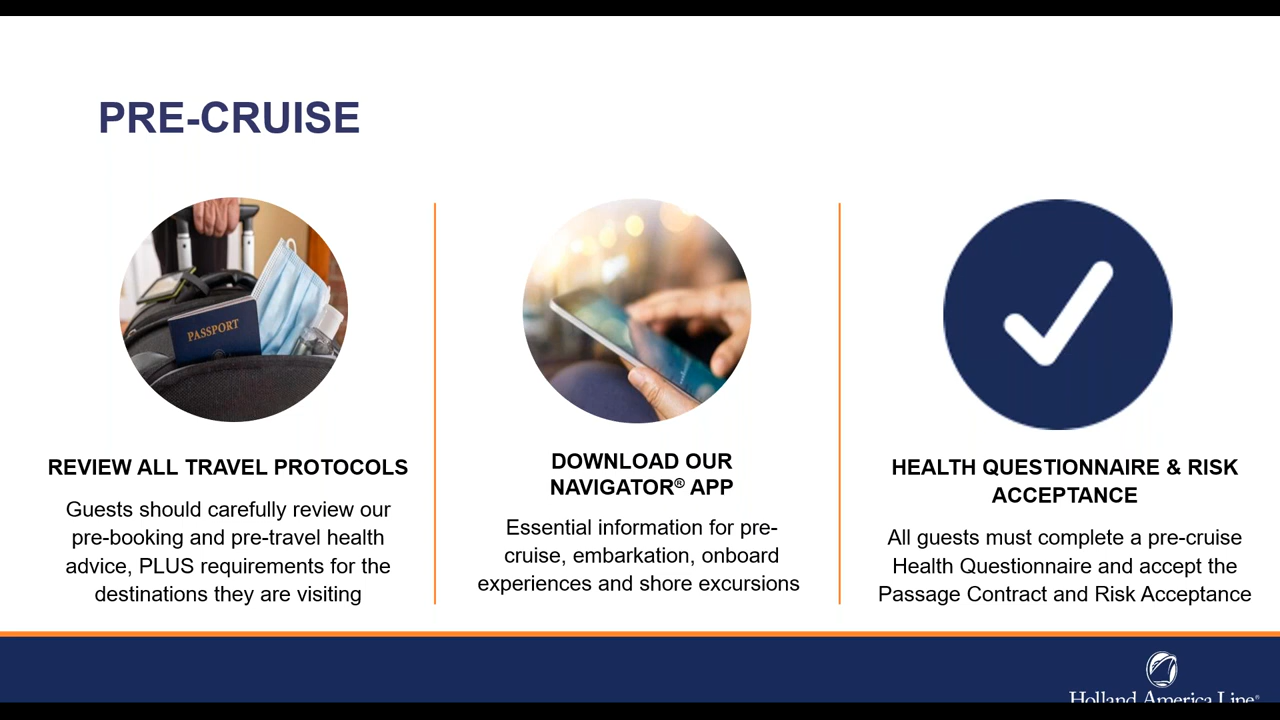 PRE-CRUISE
PASSPORT
REVIEW ALL TRAVEL PROTOCOLS
Guests should carefully review our
pre-booking and pre-travel health
advice, PLUS requirements for the
destinations they are visiting
DOWNLOAD OUR
NAVIGATOR® APP
Essential information for pre-
cruise, embarkation, onboard
experiences and shore excursions
HEALTH QUESTIONNAIRE & RISK
ACCEPTANCE
All guests must complete a pre-cruise
Health Questionnaire and accept the
Passage Contract and Risk Acceptance
Holland America Line®